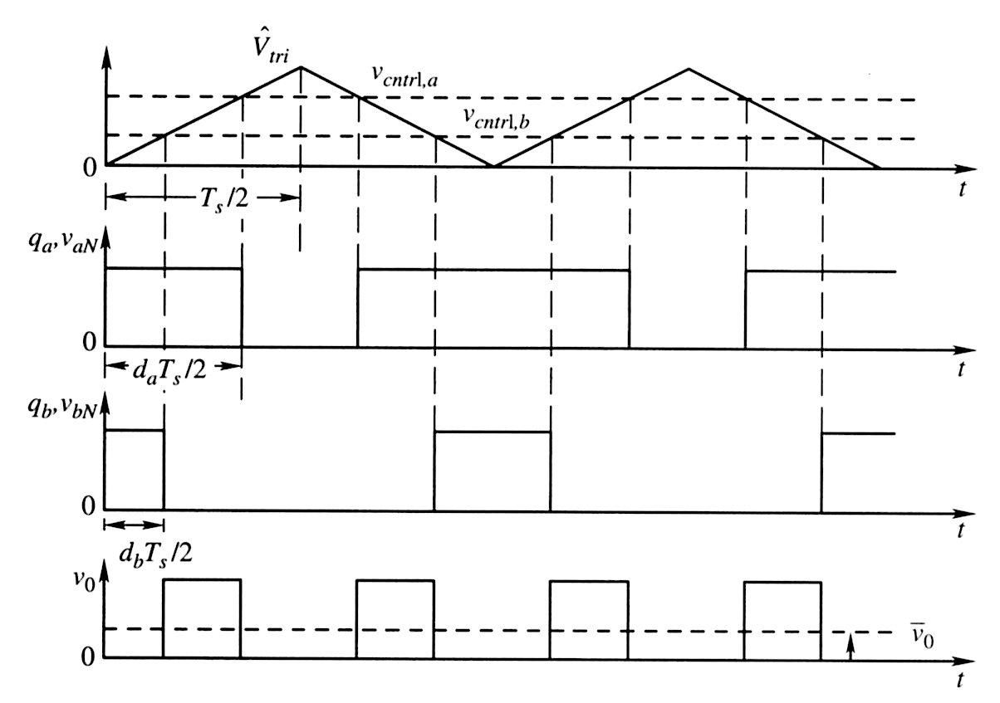 V̂tri
vcntrl,a
vcntrl,b
0
t
Ts/2
qa,vaN
0
t
daTs/2
qb,vbN
0
t
dbTs/2
v0
v̅0
0
t